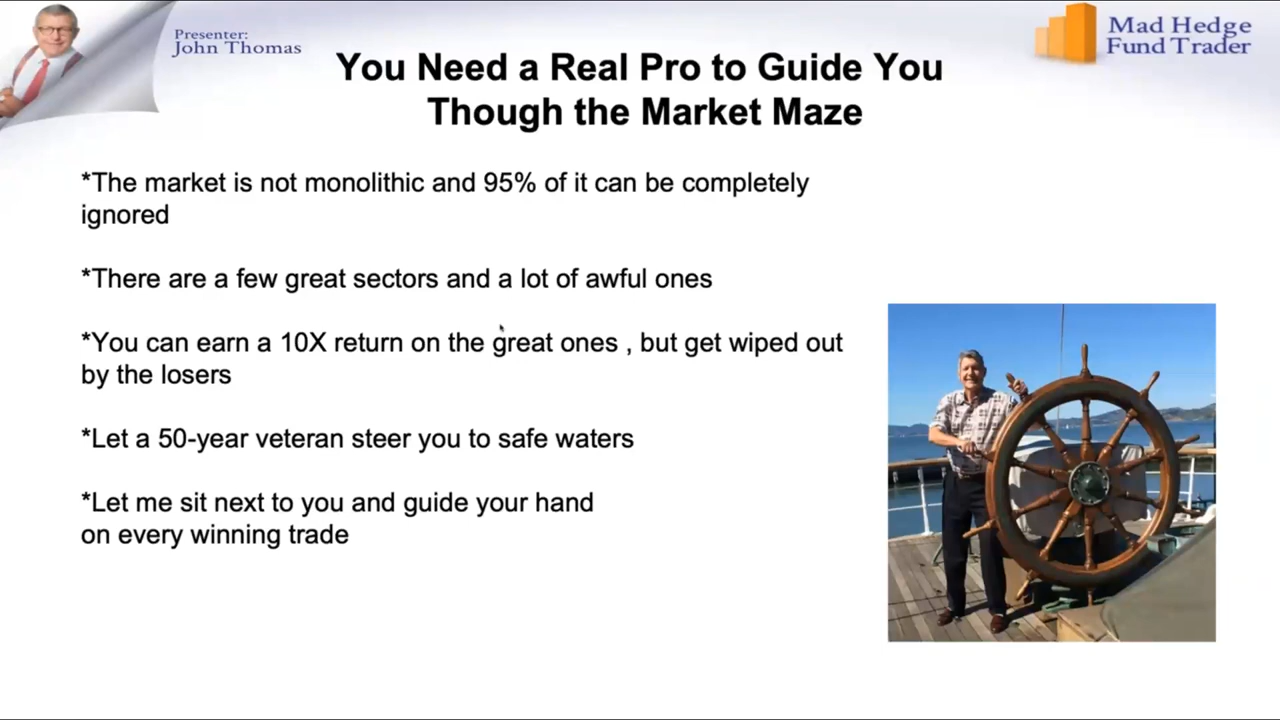 Presenter:
John Thomas
Mad Hedge
Fund Trader
You Need a Real Pro to Guide You
Though the Market Maze
*The market is not monolithic and 95% of it can be completely
ignored
*There are a few great sectors and a lot of awful ones
*You can earn a 10X return on the great ones , but get wiped out
by the losers
*Let a 50-year veteran steer you to safe waters
*Let me sit next to you and guide your hand
on every winning trade